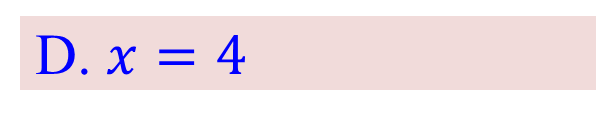 D. x = 4